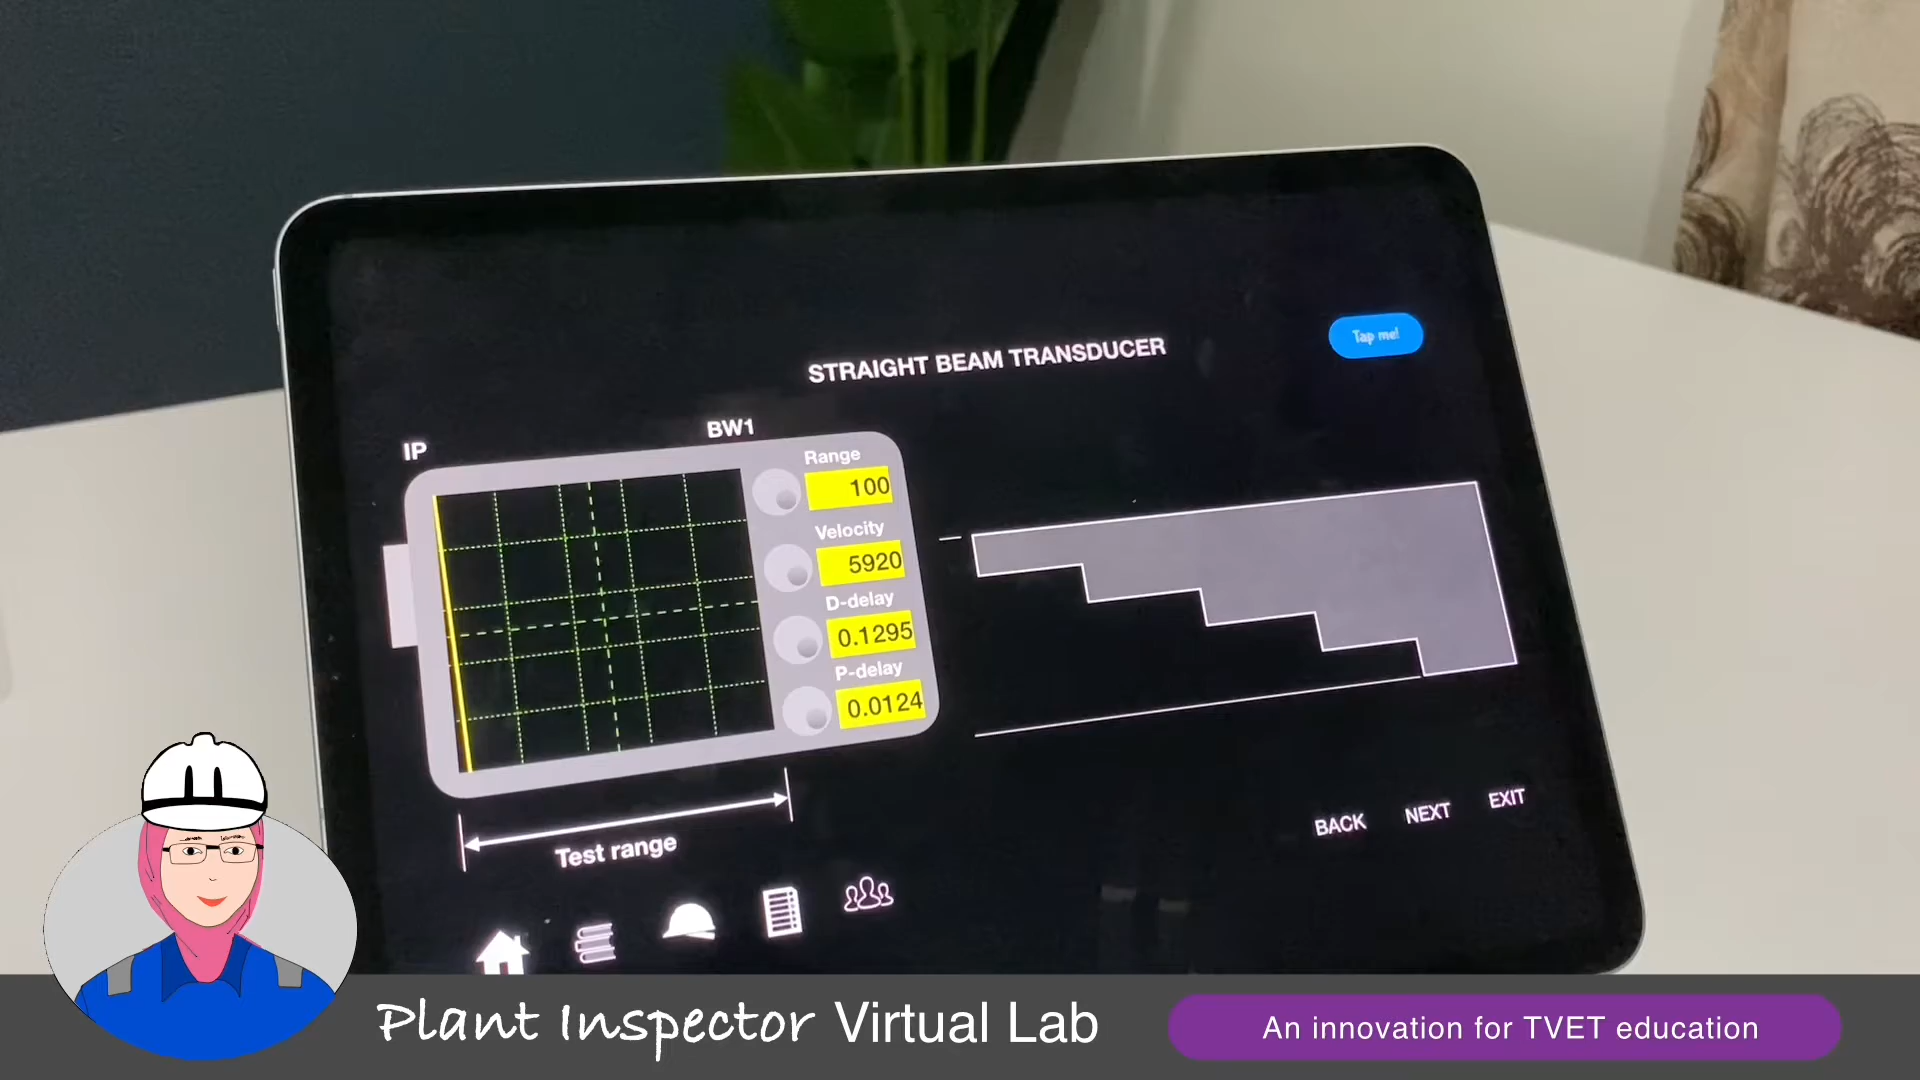 STRAIGHT BEAM TRANSDUCER
Tap me!
IP
BW1
Range
100
Velocity
5920
D-delay
0.1295
P-delay
0.0124
Test range
BACK
NEXT
EXIT
Plant Inspector Virtual Lab
An innovation for TVET education